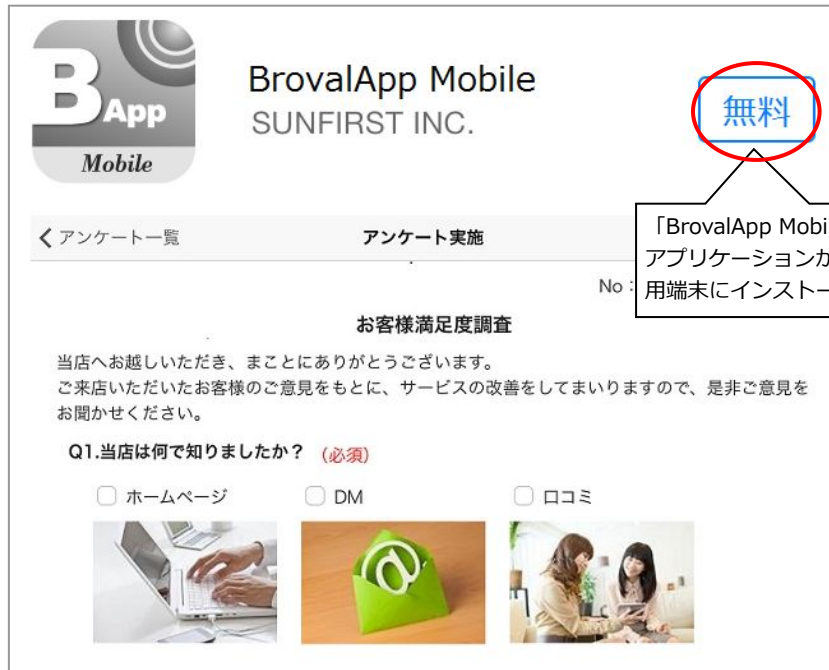 B
App
Mobile
BrovalApp Mobile
SUNFIRST INC.
無料
「BrovalApp Mobi
アプリケーションが
用端末にインストー
アンケート一覧
アンケート実施
No:
お客様満足度調査
当店へお越しいただき、まことにありがとうございます。
ご来店いただいたお客様のご意見をもとに、サービスの改善をしてまいりますので、是非ご意見を
お聞かせください。
Q1.当店は何で知りましたか？ (必須)
ホームページ
DM
口コミ
@